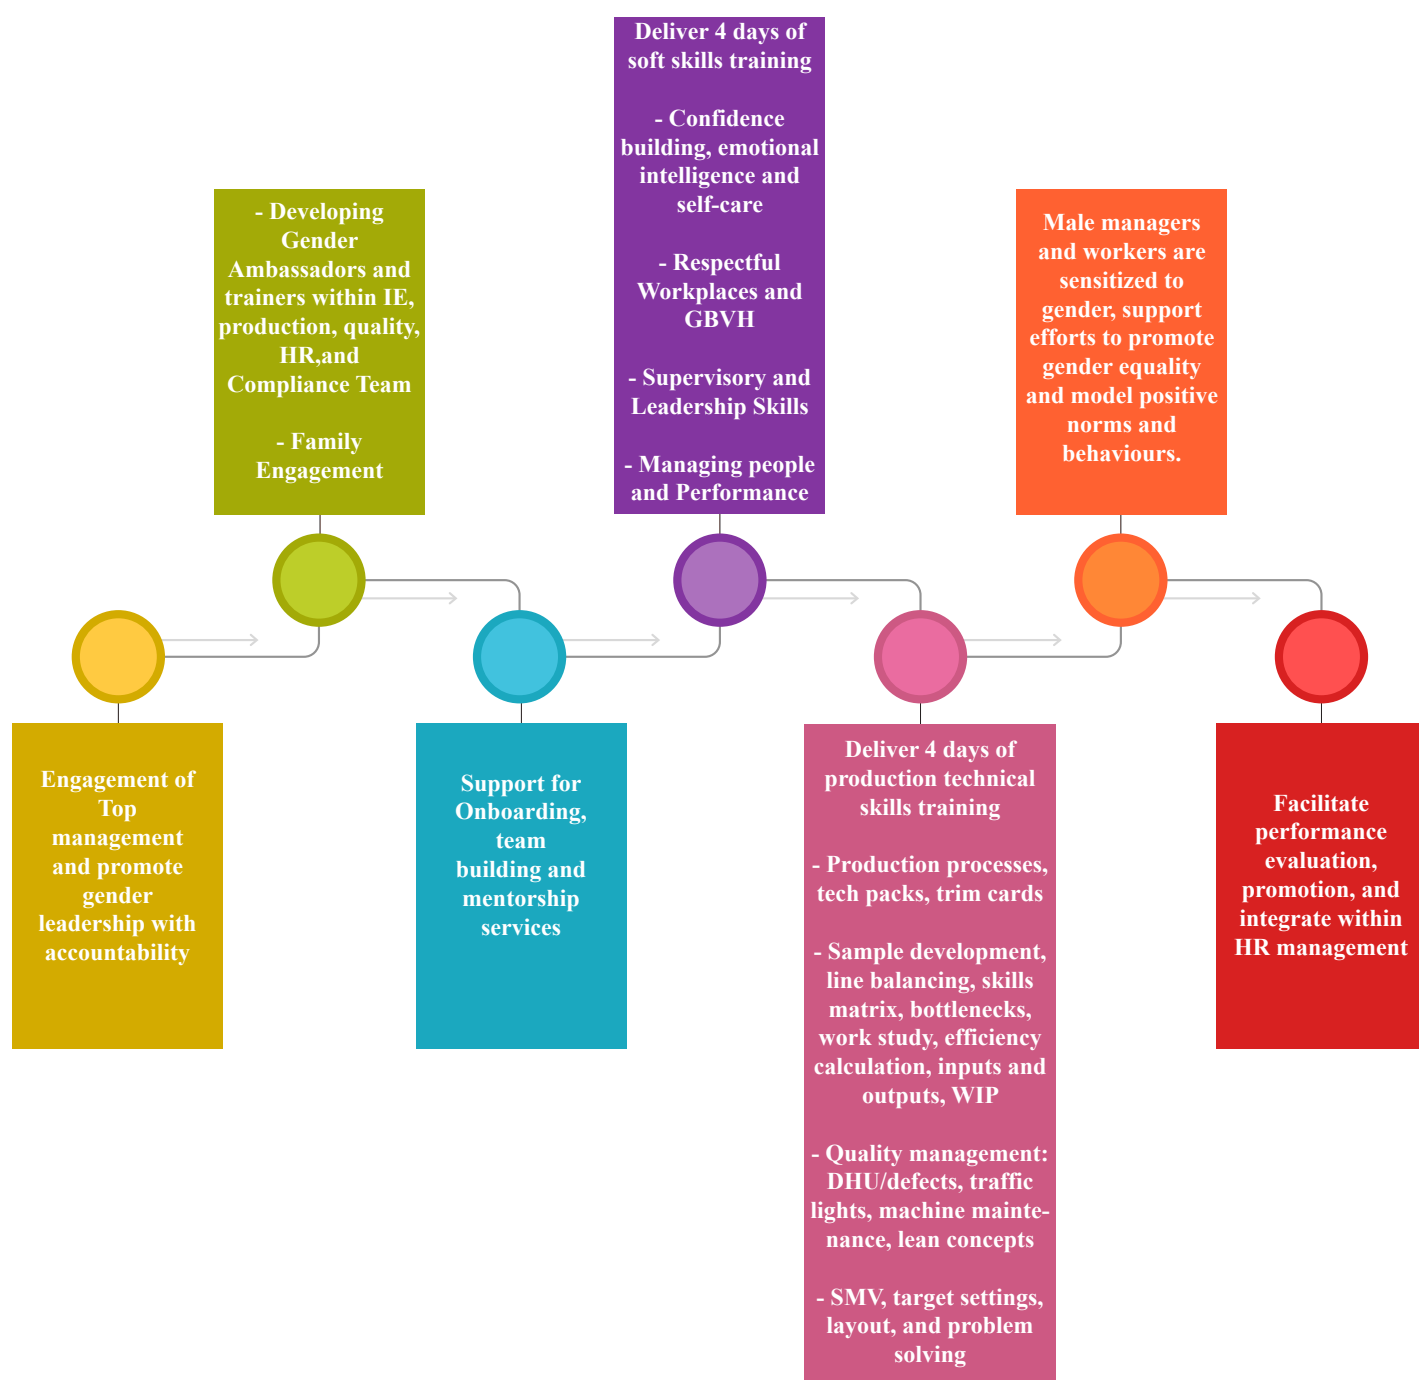 Engagement of
Top
management
and promote
gender
leadership with
accountability
- Developing
Gender
Ambassadors and
trainers within IE,
production, quality,
HR,and
Compliance Team
- Family
Engagement
Support for
Onboarding,
team
building and
mentorship
services
Deliver 4 days of
soft skills training
- Confidence
building, emotional
intelligence and
self-care
- Respectful
Workplaces and
GBVH
- Supervisory and
Leadership Skills
- Managing people
and Performance
Deliver 4 days of
production technical
skills training
- Production processes,
tech packs, trim cards
- Sample development,
line balancing, skills
matrix, bottlenecks,
work study, efficiency
calculation, inputs and
outputs, WIP
- Quality management:
DHU/defects, traffic
lights, machine mainte-
nance, lean concepts
- SMV, target settings,
layout, and problem
solving
Male managers
and workers are
sensitized to
gender, support
efforts to promote
gender equality
and model positive
norms and
behaviours.
Facilitate
performance
evaluation,
promotion, and
integrate within
HR management